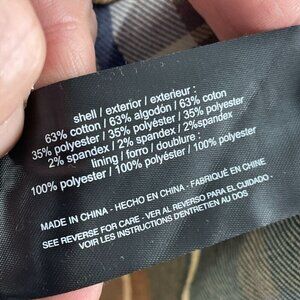 shell / exterior / exterieur :
63% cotton / 63% algodón / 63% coton
35% polyester / 35% poliéster / 35% polyester
2% spandex / 2% spandex / 2%spandex
lining / forro / doublure :
100% polyester / 100% poliéster / 100% polyester
MADE IN CHINA - HECHO EN CHINA - FABRIQUÉ EN CHINE
SEE REVERSE FOR CARE - VER AL REVERSO PARA EL CUIDADO -
VOIR LES INSTRUCTIONS D'ENTRETIEN AU DOS